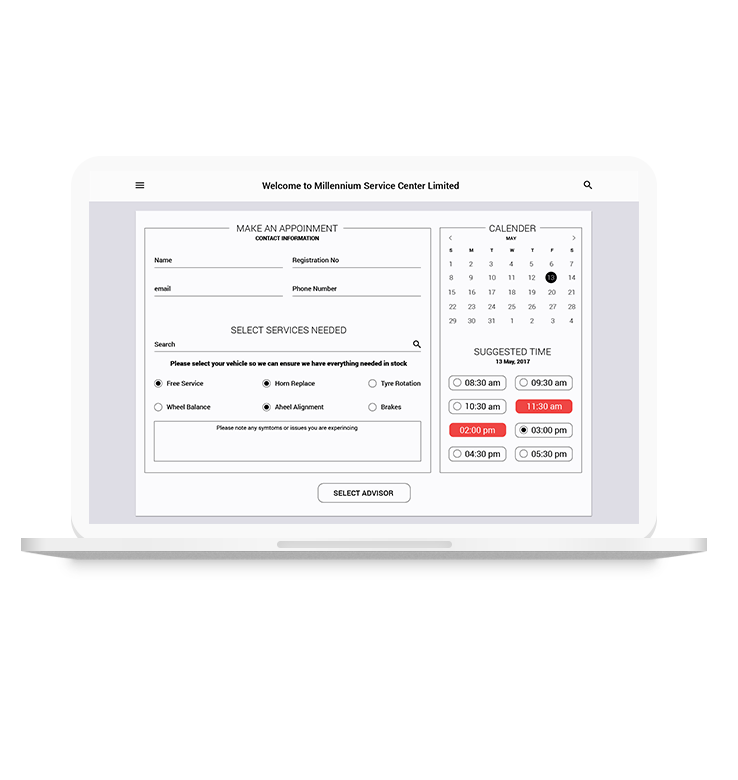 Welcome to Millennium Service Center Limited
MAKE AN APPOINMENT
CONTACT INFORMATION
Name
Registration No
email
Phone Number
SELECT SERVICES NEEDED
Search
Please select your vehicle so we can ensure we have everything needed in stock
Free Service
Horn Replace
Tyre Rotation
Wheel Balance
Aheel Alignment
Brakes
Please note any symtoms or issues you are experincing
CALENDER
MAY
S M T W T F S
1 2 3 4 5 6 7
8 9 10 11 12 13 14
15 16 17 18 19 20 21
22 23 24 25 26 27 28
29 30 31 1 2 3 4
SUGGESTED TIME
13 May, 2017
08:30 am 09:30 am
10:30 am 11:30 am
02:00 pm 03:00 pm
04:30 pm 05:30 pm
SELECT ADVISOR